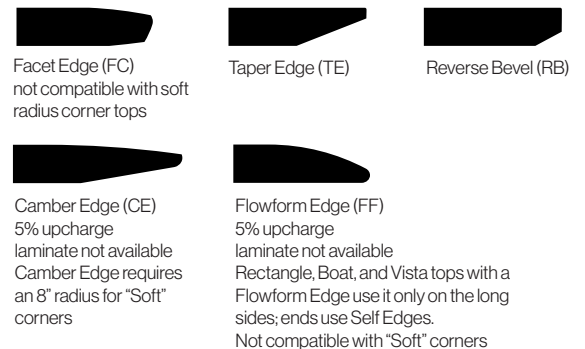 Facet Edge (FC)
not compatible with soft
radius corner tops
Taper Edge (TE)
Reverse Bevel (RB)
Camber Edge (CE)
5% upcharge
laminate not available
Camber Edge requires
an 8” radius for “Soft”
corners
Flowform Edge (FF)
5% upcharge
laminate not available
Rectangle, Boat, and Vista tops with a
Flowform Edge use it only on the long
sides; ends use Self Edges.
Not compatible with “Soft” corners